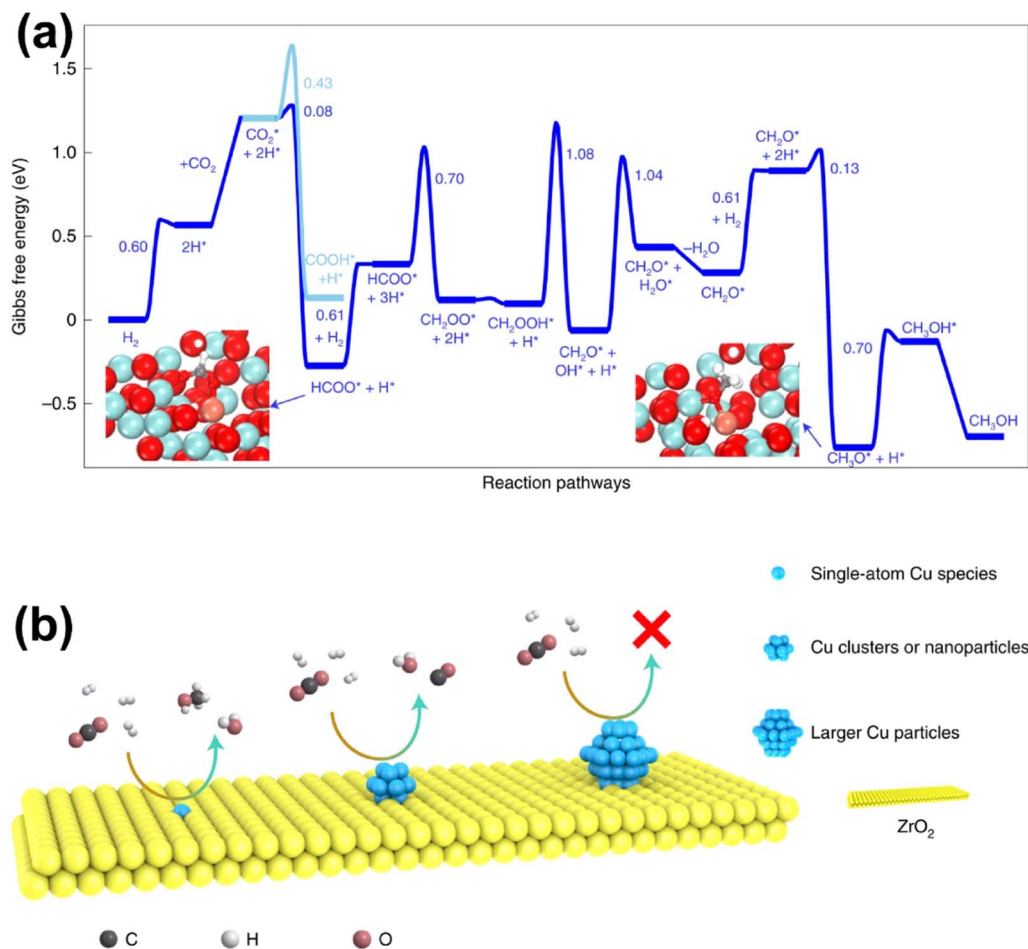 (a)
Gibbs free energy (eV)
1.5
1.0
0.5
0
−0.5
H₂
0.60
2H*
+CO₂
CO₂*
+ 2H*
0.43
0.08
COOH*
+H*
0.61
+ H₂
HCOO* + H*
HCOO*
+ 3H*
0.70
CH₂OO*
+ 2H*
CH₂OOH*
+ H*
1.08
CH₂O* +
OH* + H*
1.04
CH₂O* +
H₂O*
−H₂O
CH₂O*
0.61
+ H₂
CH₂O*
+ 2H*
0.13
CH₃O* + H*
0.70
CH₃OH*
CH₃OH
Reaction pathways
(b)
Single-atom Cu species
Cu clusters or nanoparticles
Larger Cu particles
ZrO₂
C
H
O